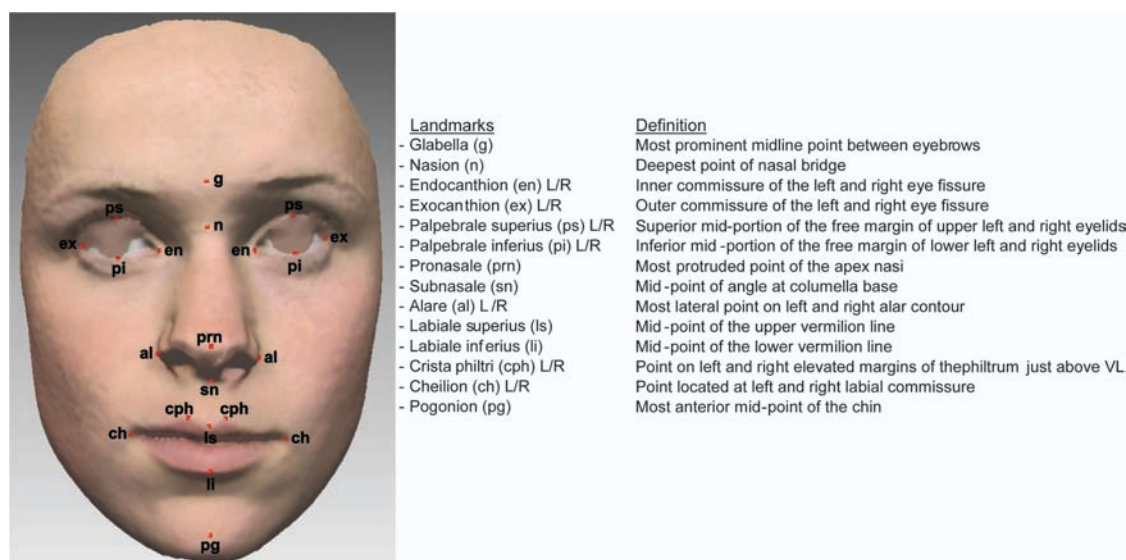 g
ps
ps
n
ex
en
en
ex
pi
pi
prn
al
al
sn
cph
cph
ch
ls
ch
li
pg
Landmarks Definition
- Glabella (g) Most prominent midline point between eyebrows
- Nasion (n) Deepest point of nasal bridge
- Endocanthion (en) L/R Inner commissure of the left and right eye fissure
- Exocanthion (ex) L/R Outer commissure of the left and right eye fissure
- Palpebrale superius (ps) L/R Superior mid-portion of the free margin of upper left and right eyelids
- Palpebrale inferius (pi) L/R Inferior mid-portion of the free margin of lower left and right eyelids
- Pronasale (prn) Most protruded point of the apex nasi
- Subnasale (sn) Mid-point of angle at columella base
- Alare (al) L/R Most lateral point on left and right alar contour
- Labiale superius (ls) Mid-point of the upper vermilion line
- Labiale inferius (li) Mid-point of the lower vermilion line
- Crista philtri (cph) L/R Point on left and right elevated margins of thephiltrum just above VL
- Cheilion (ch) L/R Point located at left and right labial commissure
- Pogonion (pg) Most anterior mid-point of the chin